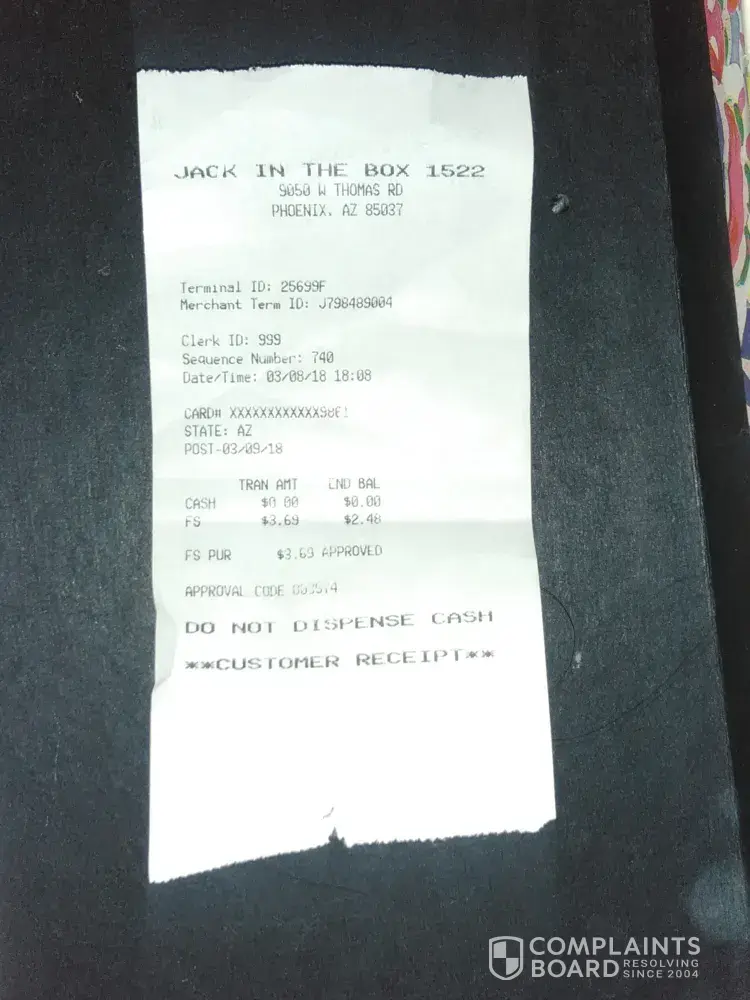 JACK IN THE BOX 1522
9050 W THOMAS RD
PHOENIX. AZ 85037
Terminal ID: 25699F
Merchant Term ID: J798489004
Clerk ID: 999
Sequence Number: 740
Date/Time: 03/08/18 18:08
CARD#
STATE: AZ
POST-03/09/18
TRAN AMT END BAL
CASH $0.00 $0.00
FS $3.69 $2.48
FS PUR $3.69 APPROVED
APPROVAL CODE
DO NOT DISPENSE CASH
**CUSTOMER RECEIPT**
COMPLAINTS
BOARD RESOLVING
SINCE 2004